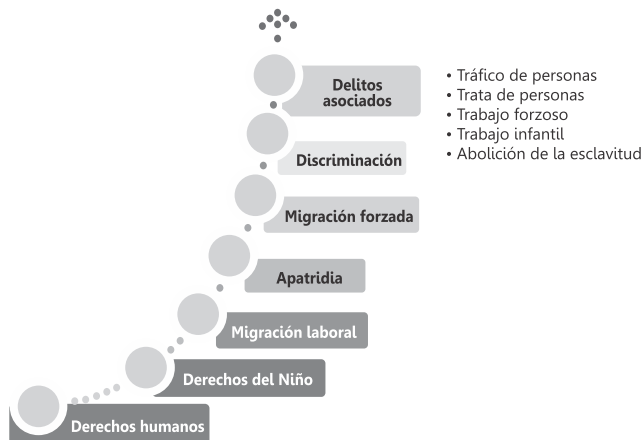 Delitos
asociados
• Tráfico de personas
• Trata de personas
• Trabajo forzoso
• Trabajo infantil
• Abolición de la esclavitud
Discriminación
Migración forzada
Apatridia
Migración laboral
Derechos del Niño
Derechos humanos